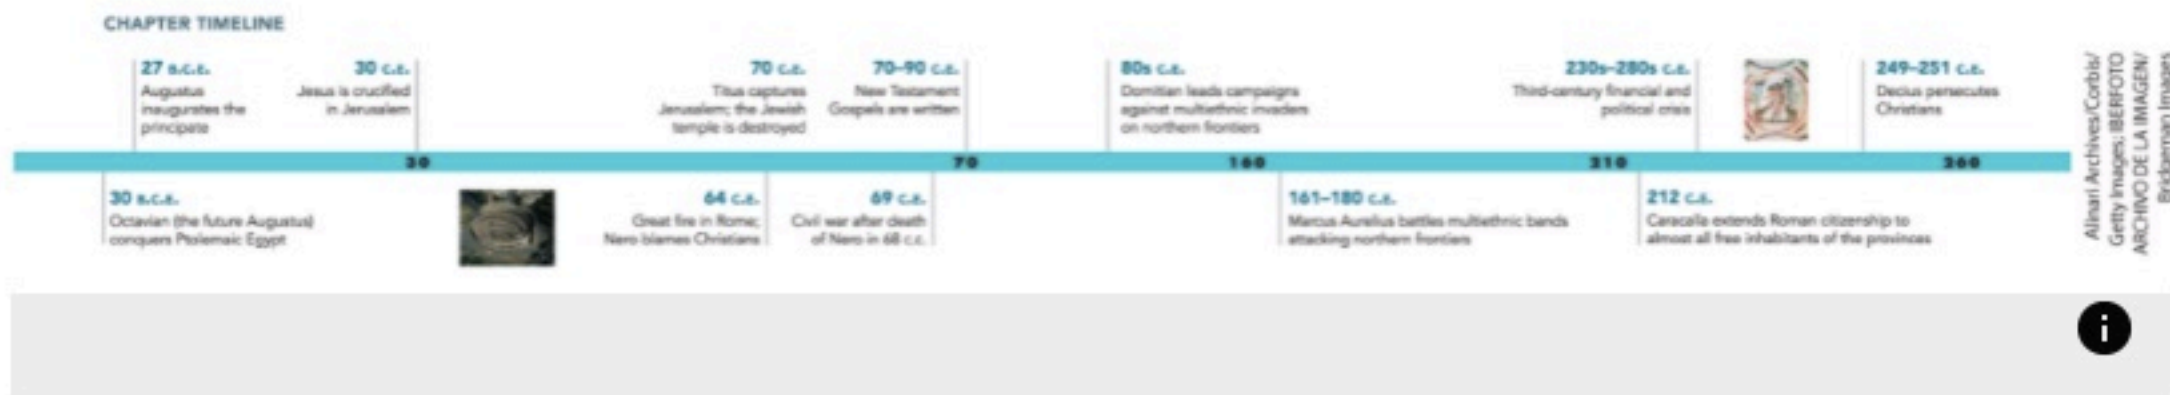 CHAPTER TIMELINE
27 B.C.E.
Augustus
inaugurates the
principate
30 C.E.
Jesus is crucified
in Jerusalem
70 C.E.
Titus captures
Jerusalem; the Jewish
temple is destroyed
70–90 C.E.
New Testament
Gospels are written
80s C.E.
Domitian leads campaigns
against multiethnic invaders
on northern frontiers
230s–280s C.E.
Third-century financial and
political crisis
249–251 C.E.
Decius persecutes
Christians
30
70
160
210
260
30 B.C.E.
Octavian (the future Augustus)
conquers Ptolemaic Egypt
64 C.E.
Great fire in Rome;
Nero blames Christians
69 C.E.
Civil war after death
of Nero in 68 C.E.
161–180 C.E.
Marcus Aurelius battles multiethnic bands
attacking northern frontiers
212 C.E.
Caracalla extends Roman citizenship to
almost all free inhabitants of the provinces
Alinari Archives/Corbis/
Getty Images; IBERFOTO
ARCHIVO DE LA IMAGEN/
Bridgeman Images
i